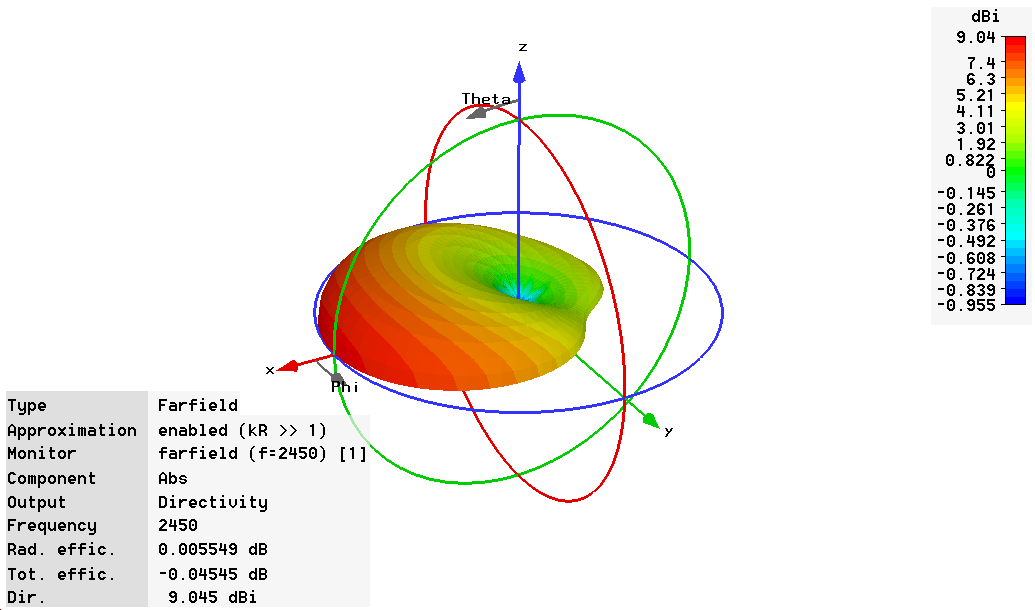 dBi
9.04
7.4
6.3
5.21
4.11
3.01
1.92
0.822
0
-0.145
-0.261
-0.376
-0.492
-0.608
-0.724
-0.839
-0.955
z
Theta
x
Phi
y
Type Farfield
Approximation enabled (kR >> 1)
Monitor farfield (f=2450) [1]
Component Abs
Output Directivity
Frequency 2450
Rad. effic. 0.005549 dB
Tot. effic. -0.04545 dB
Dir. 9.045 dBi